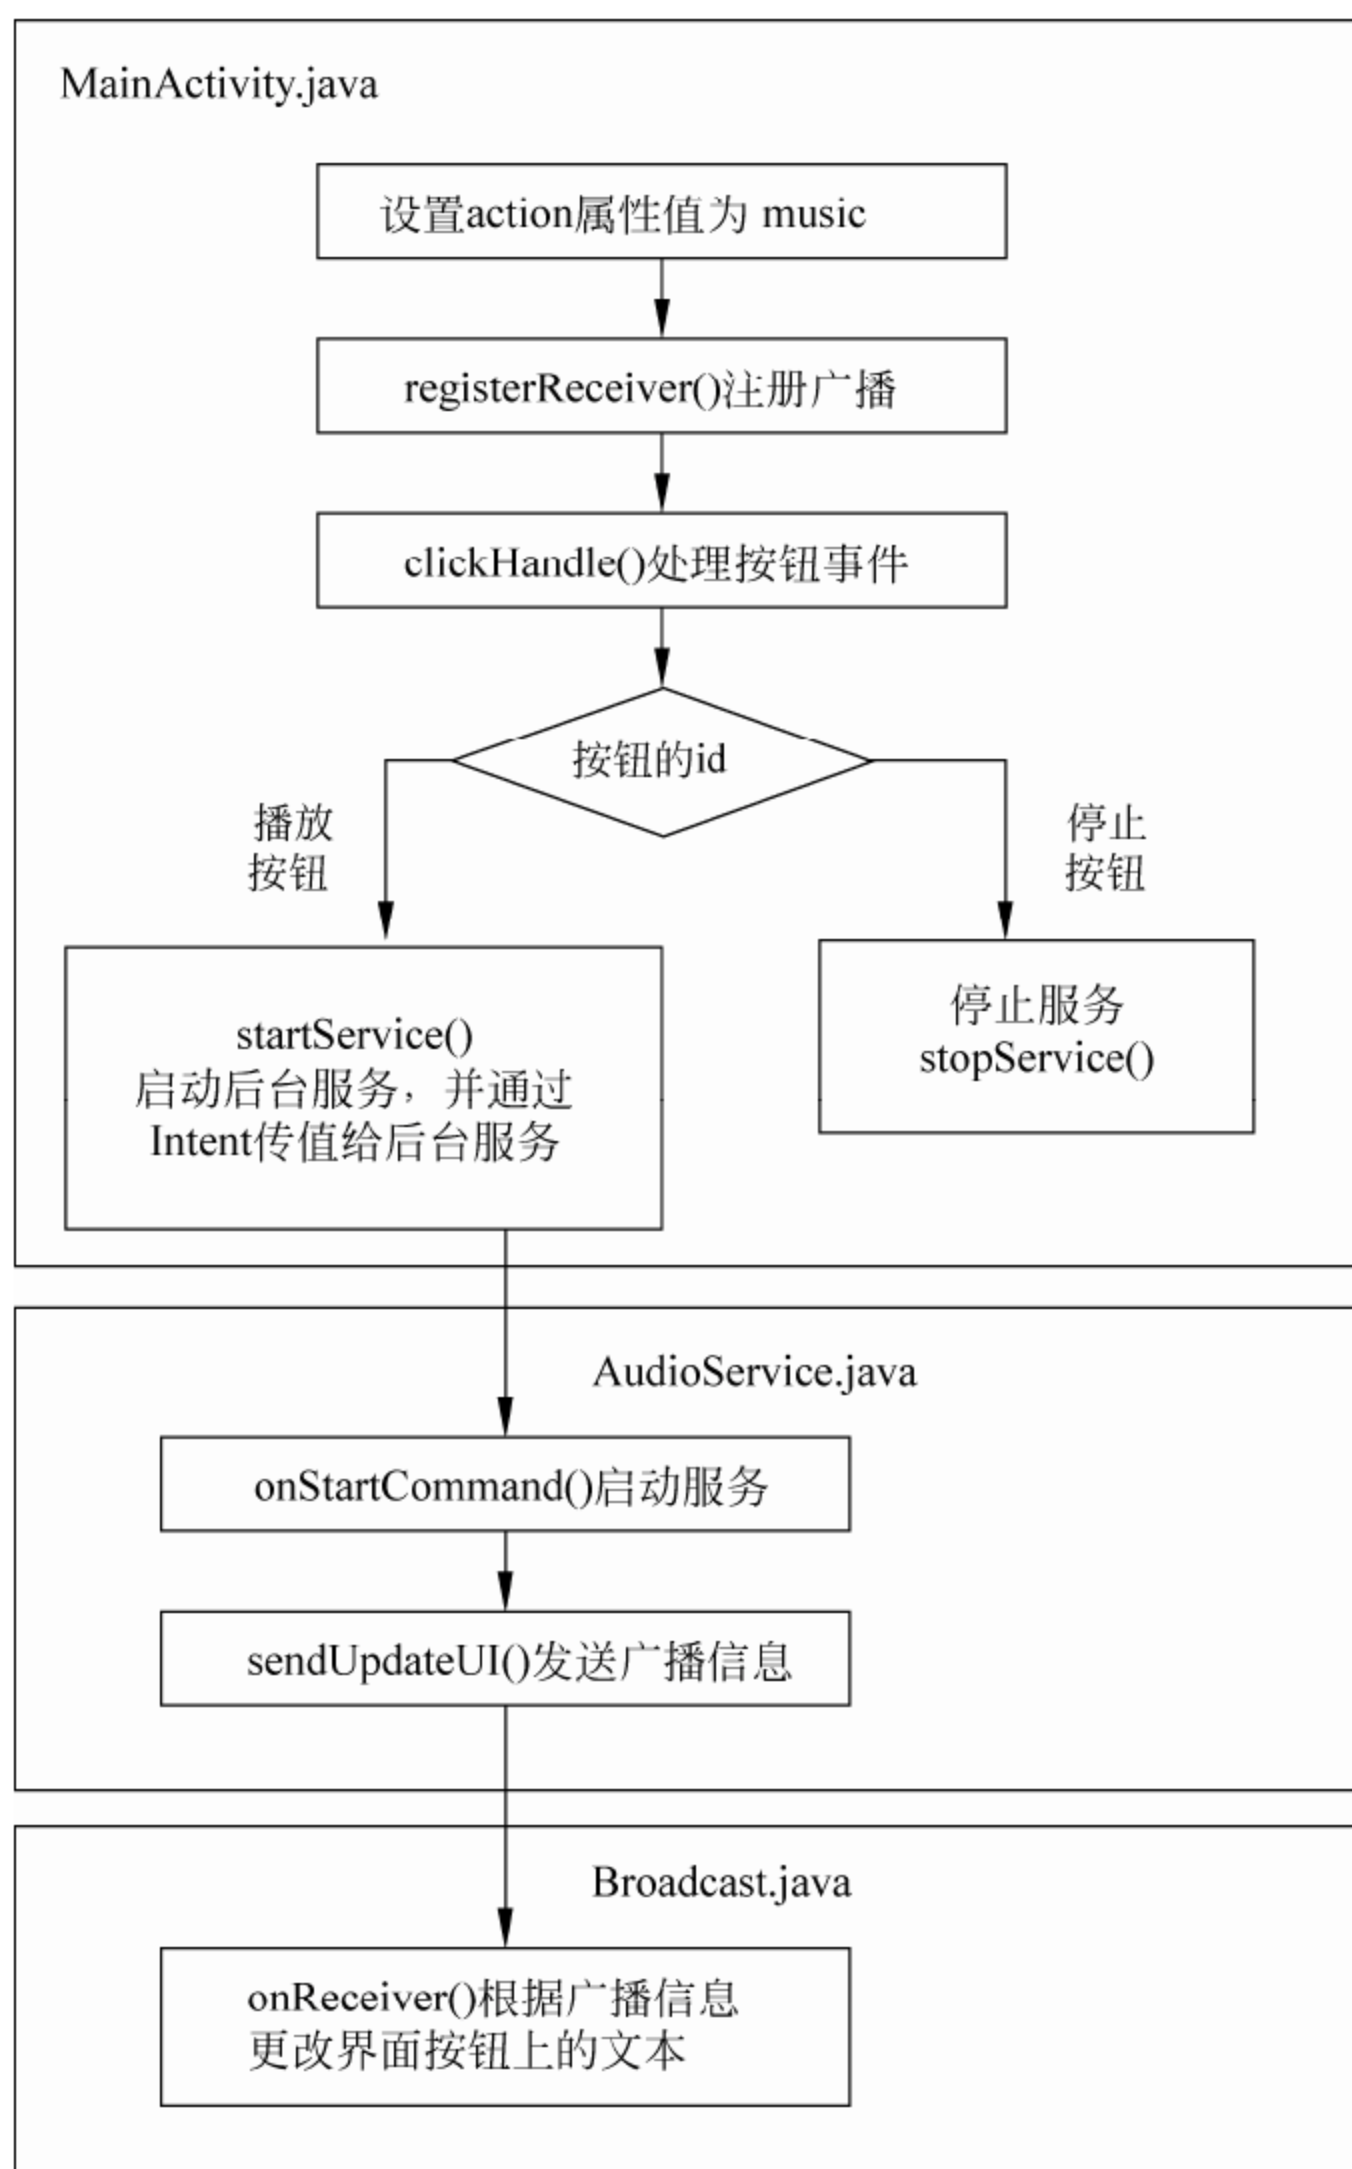 MainActivity.java
设置action属性值为 music
registerReceiver()注册广播
clickHandle()处理按钮事件
按钮的id
播放
按钮
停止
按钮
startService()
启动后台服务，并通过
Intent传值给后台服务
停止服务
stopService()
AudioService.java
onStartCommand()启动服务
sendUpdateUI()发送广播信息
Broadcast.java
onReceiver()根据广播信息
更改界面按钮上的文本